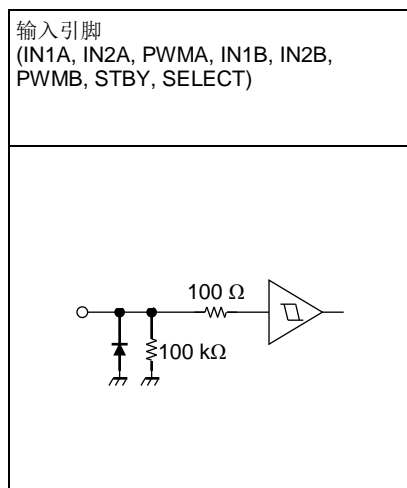 输入引脚
(IN1A, IN2A, PWMA, IN1B, IN2B,
PWMB, STBY, SELECT)
100 Ω
100 kΩ